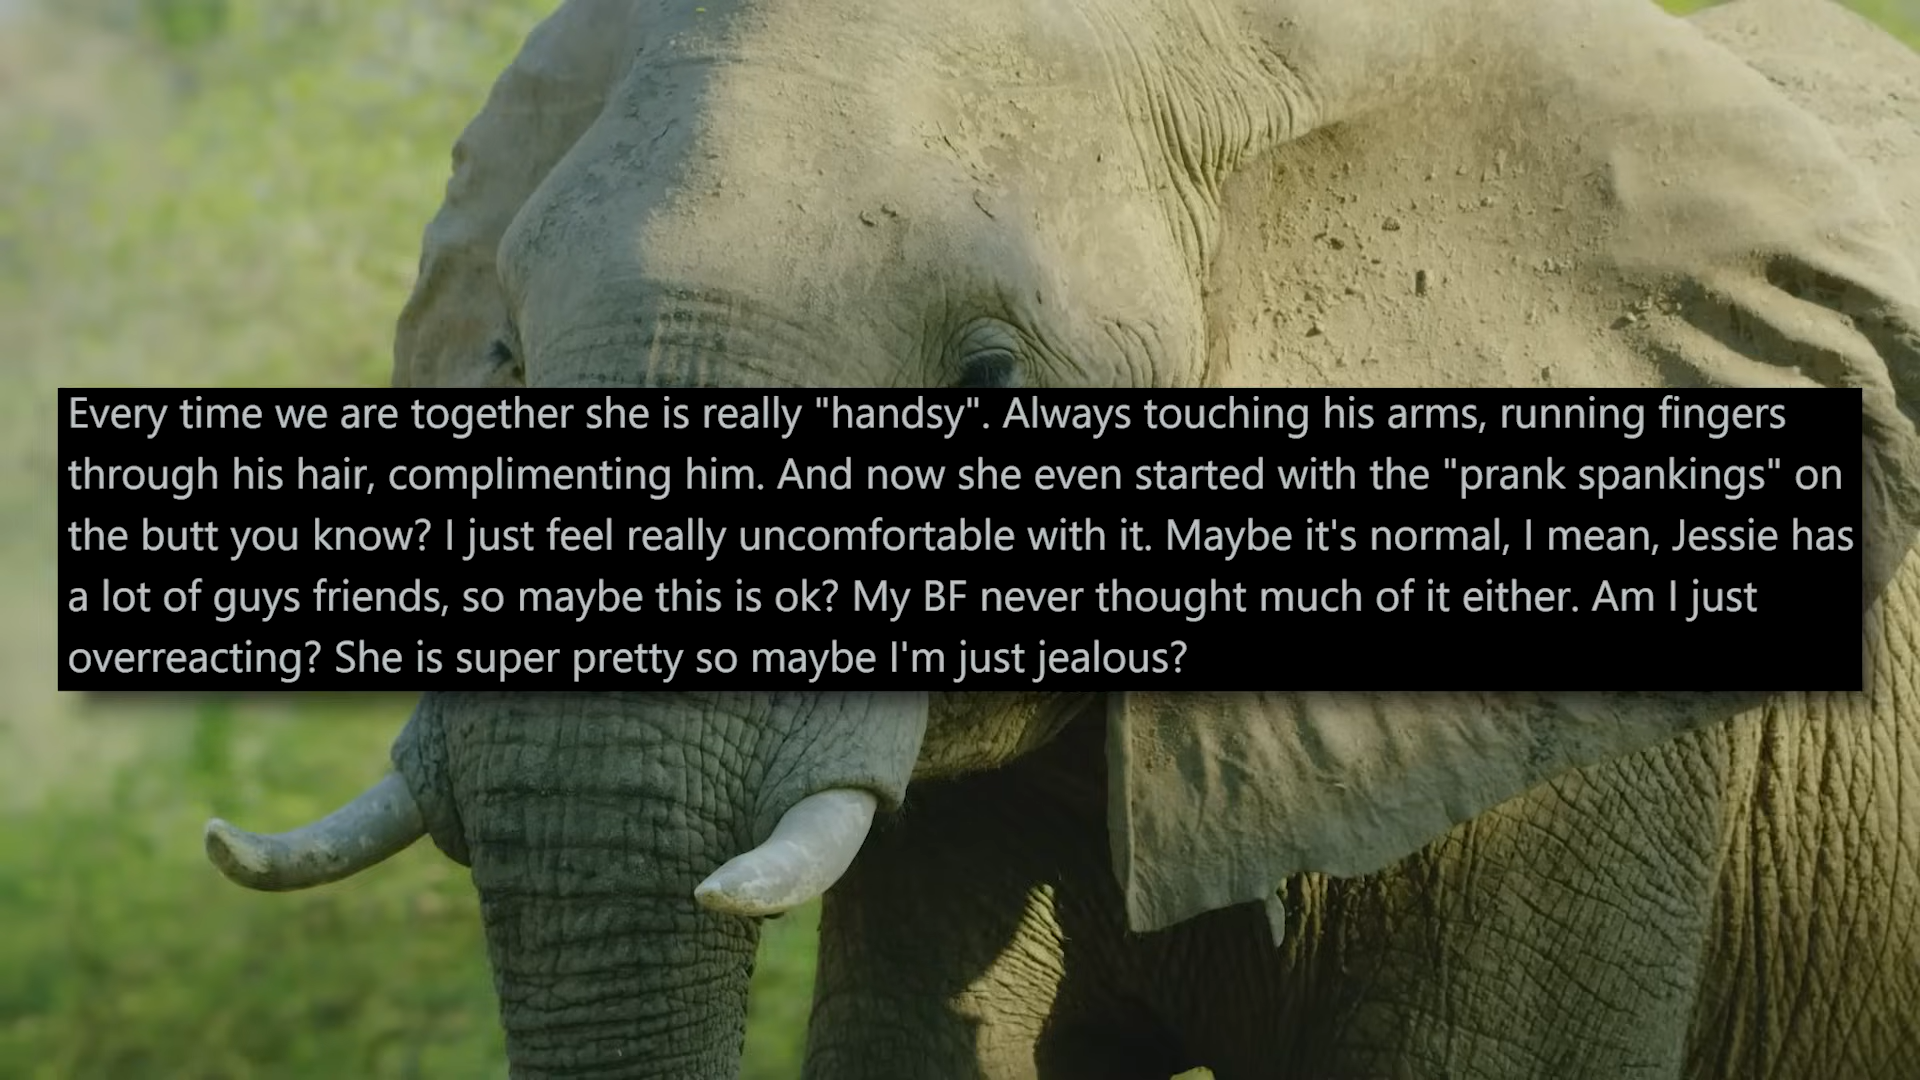 Every time we are together she is really "handsy". Always touching his arms, running fingers
through his hair, complimenting him. And now she even started with the "prank spankings" on
the butt you know? I just feel really uncomfortable with it. Maybe it's normal, I mean, Jessie has
a lot of guys friends, so maybe this is ok? My BF never thought much of it either. Am I just
overreacting? She is super pretty so maybe I'm just jealous?